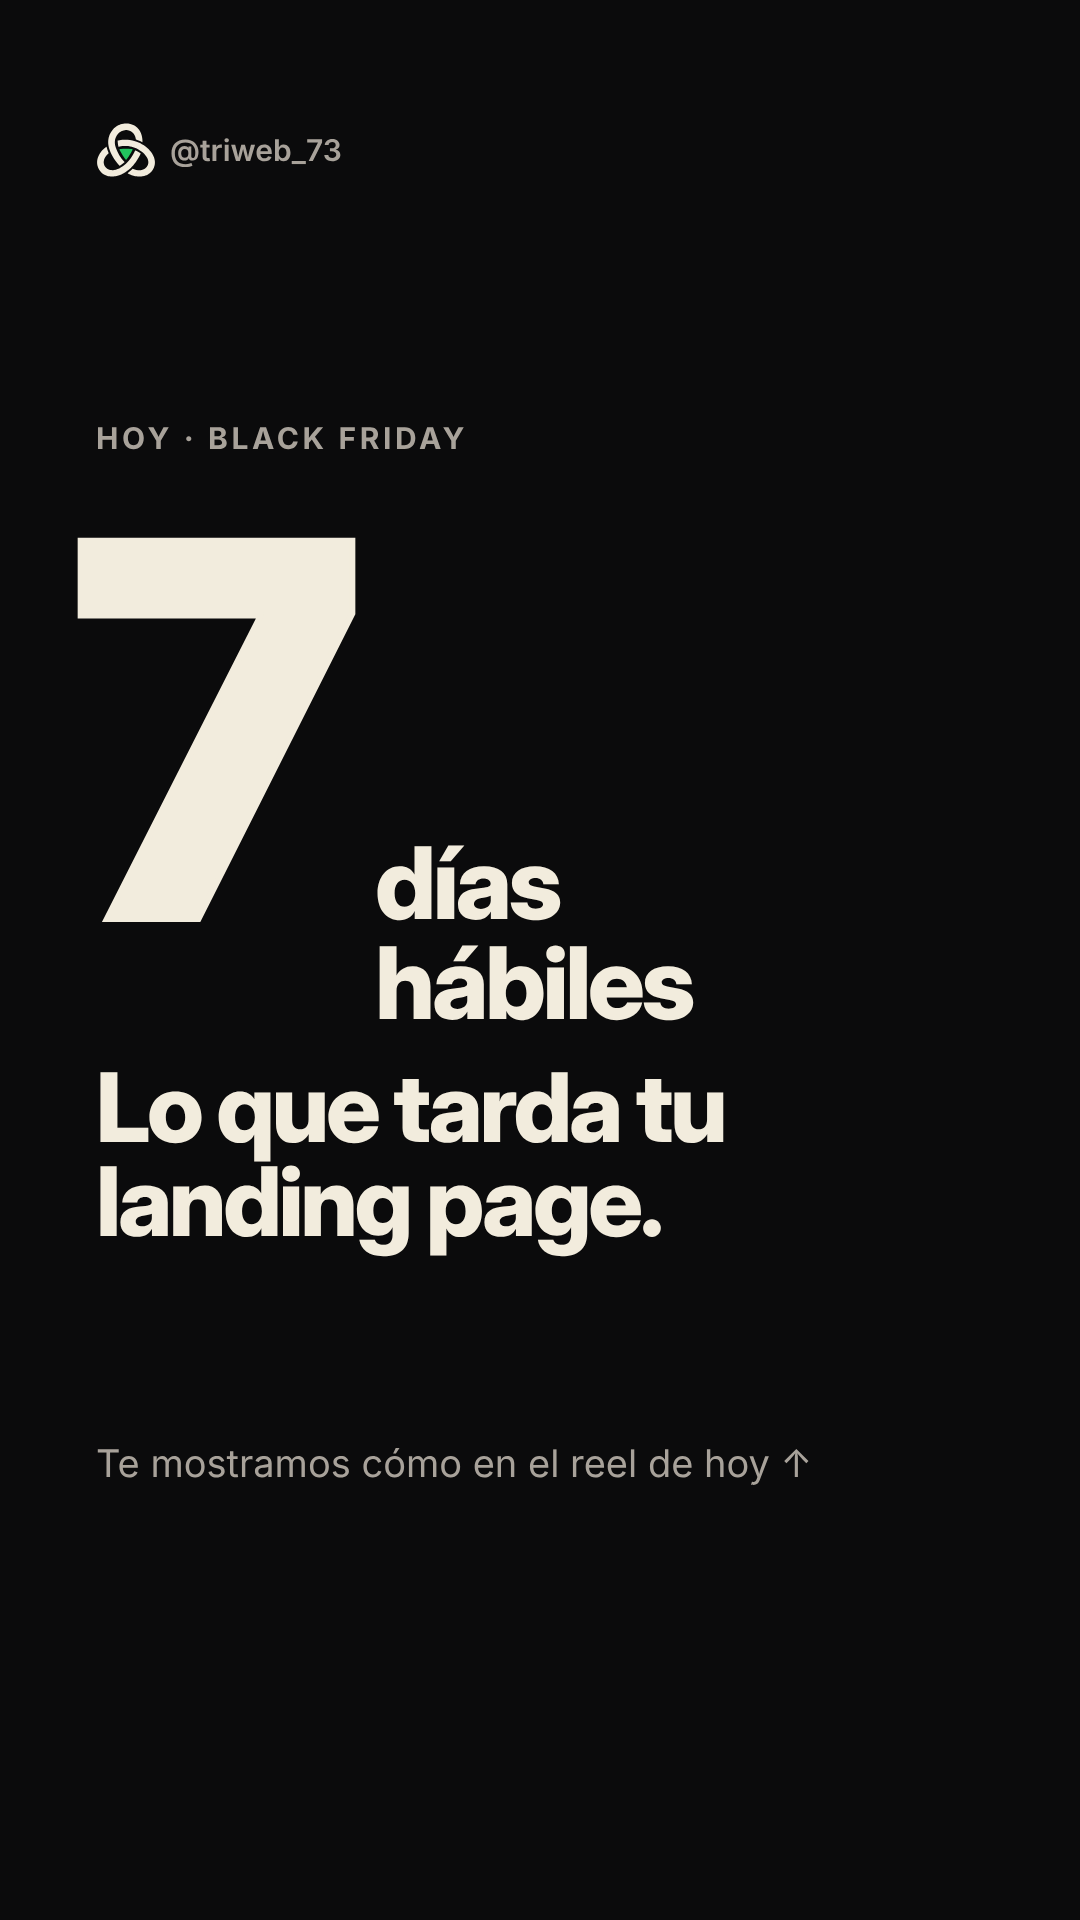 @triweb_73
HOY · BLACK FRIDAY
7
días
hábiles
Lo que tarda tu
landing page.
Te mostramos cómo en el reel de hoy ↑